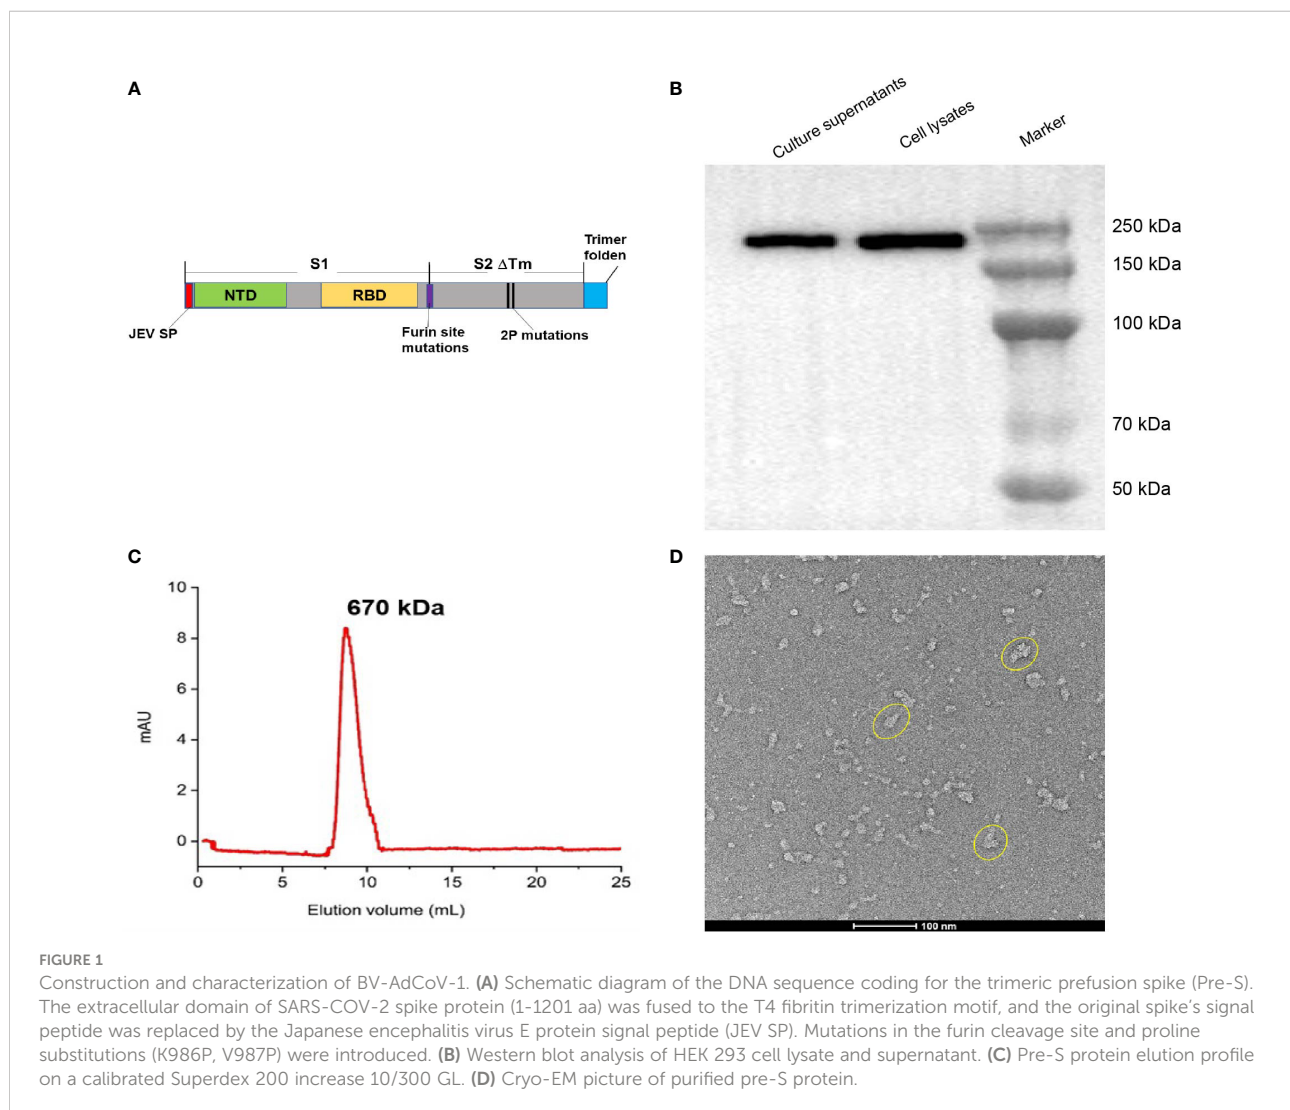 A
S1
S2 ΔTm
Trimer
folden
NTD
RBD
JEV SP
Furin site
mutations
2P mutations
B
Culture supernatants
Cell lysates
Marker
250 kDa
150 kDa
100 kDa
70 kDa
50 kDa
C
670 kDa
10
8
6
4
2
0
mAU
0
5
10
15
20
25
Elution volume (mL)
D
100 nm
FIGURE 1
Construction and characterization of BV-AdCoV-1. (A) Schematic diagram of the DNA sequence coding for the trimeric prefusion spike (Pre-S).
The extracellular domain of SARS-COV-2 spike protein (1-1201 aa) was fused to the T4 fibritin trimerization motif, and the original spike's signal
peptide was replaced by the Japanese encephalitis virus E protein signal peptide (JEV SP). Mutations in the furin cleavage site and proline
substitutions (K986P, V987P) were introduced. (B) Western blot analysis of HEK 293 cell lysate and supernatant. (C) Pre-S protein elution profile
on a calibrated Superdex 200 increase 10/300 GL. (D) Cryo-EM picture of purified pre-S protein.